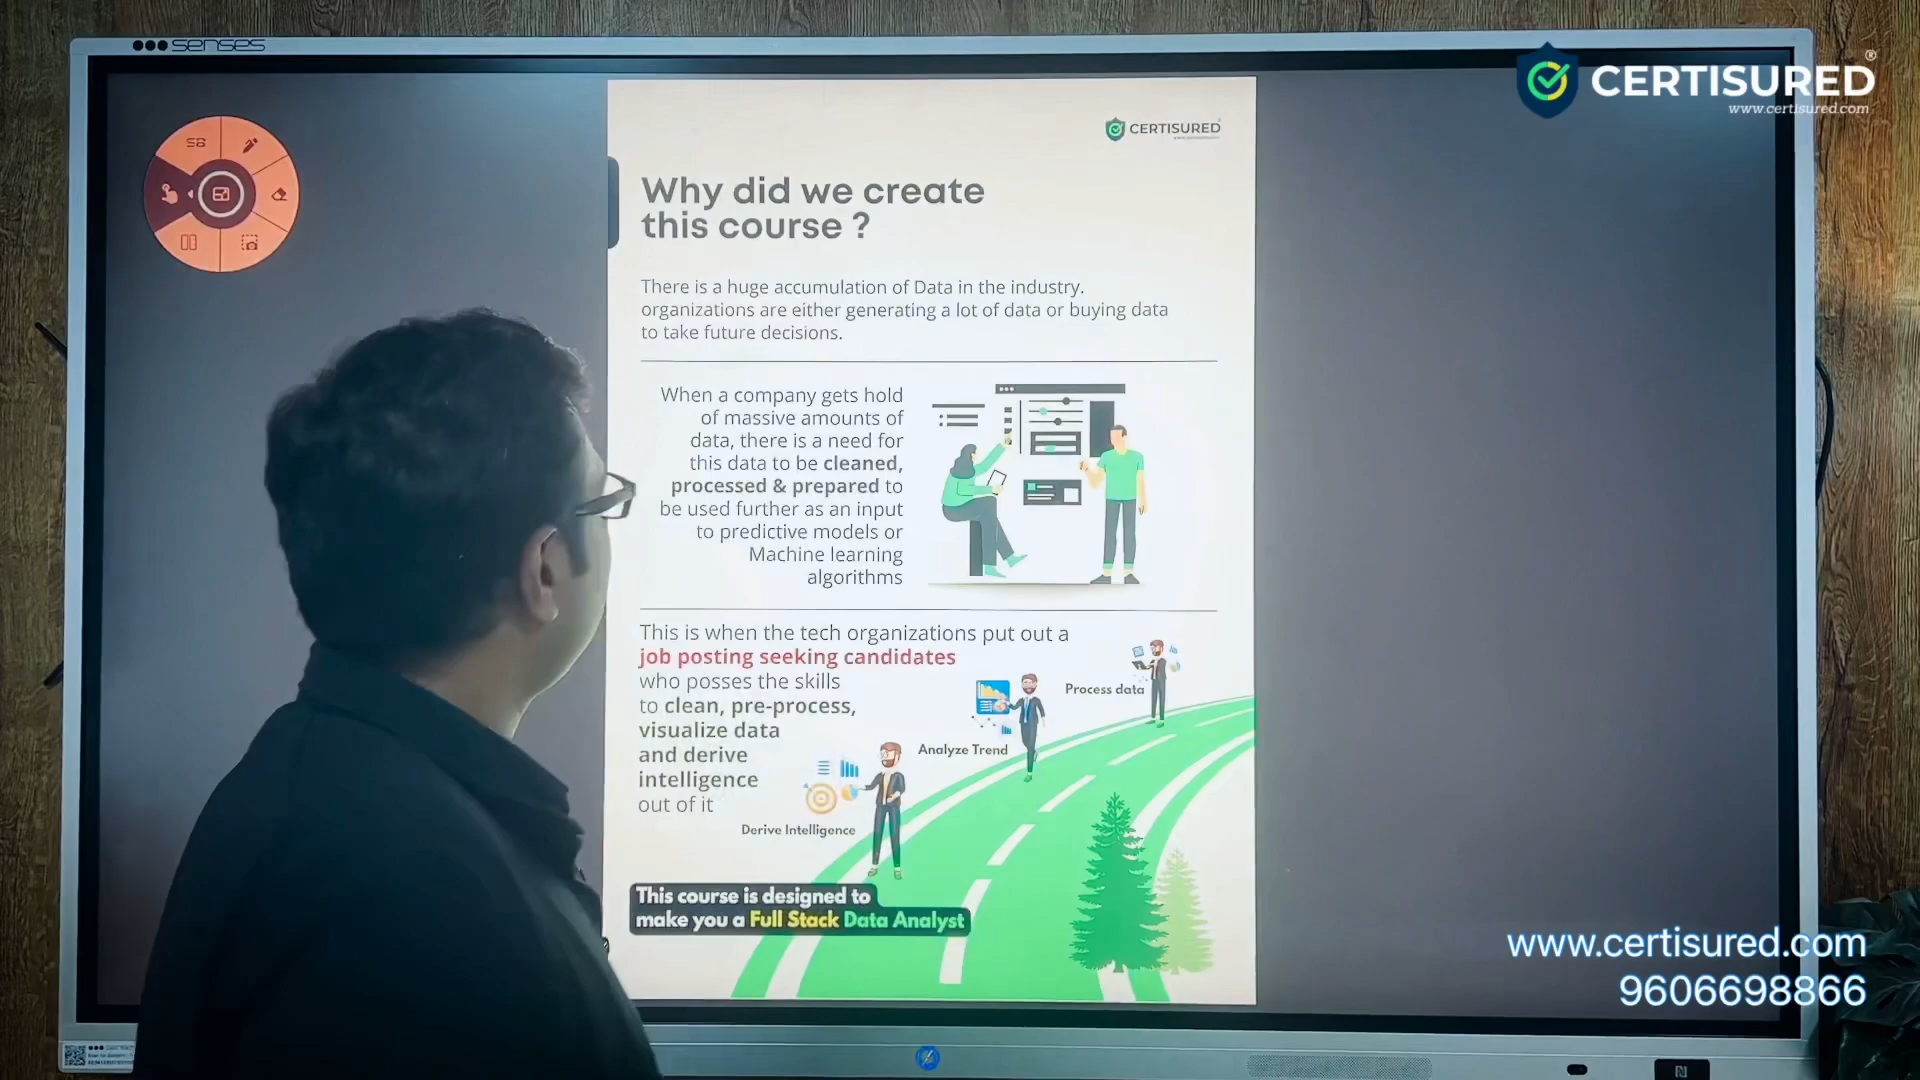 senses
CERTISURED
www.certisured.com
CERTISURED
Why did we create
this course ?
There is a huge accumulation of Data in the industry.
organizations are either generating a lot of data or buying data
to take future decisions.
When a company gets hold
of massive amounts of
data, there is a need for
this data to be cleaned,
processed & prepared to
be used further as an input
to predictive models or
Machine learning
algorithms
This is when the tech organizations put out a
job posting seeking candidates
who posses the skills
to clean, pre-process,
visualize data
and derive
intelligence
out of it
Process data
Analyze Trend
Derive Intelligence
This course is designed to
make you a Full Stack Data Analyst
www.certisured.com
9606698866